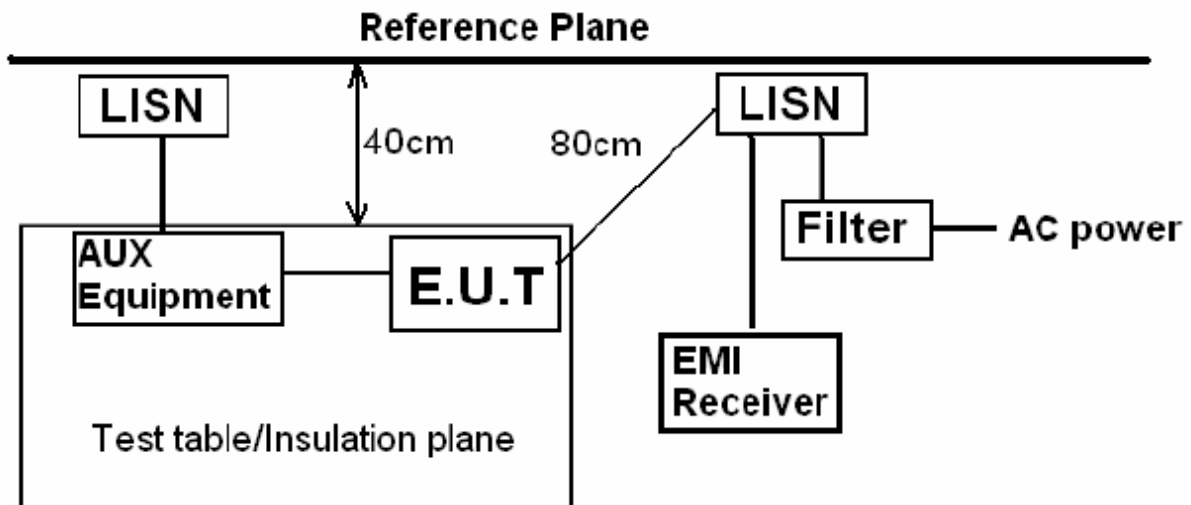 Reference Plane
LISN
40cm
80cm
LISN
Filter
AC power
AUX
Equipment
E.U.T
EMI
Receiver
Test table/Insulation plane